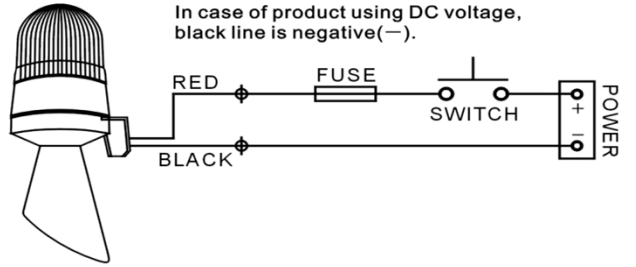 In case of product using DC voltage,
black line is negative(－).
RED
FUSE
SWITCH
BLACK
+
－
POWER